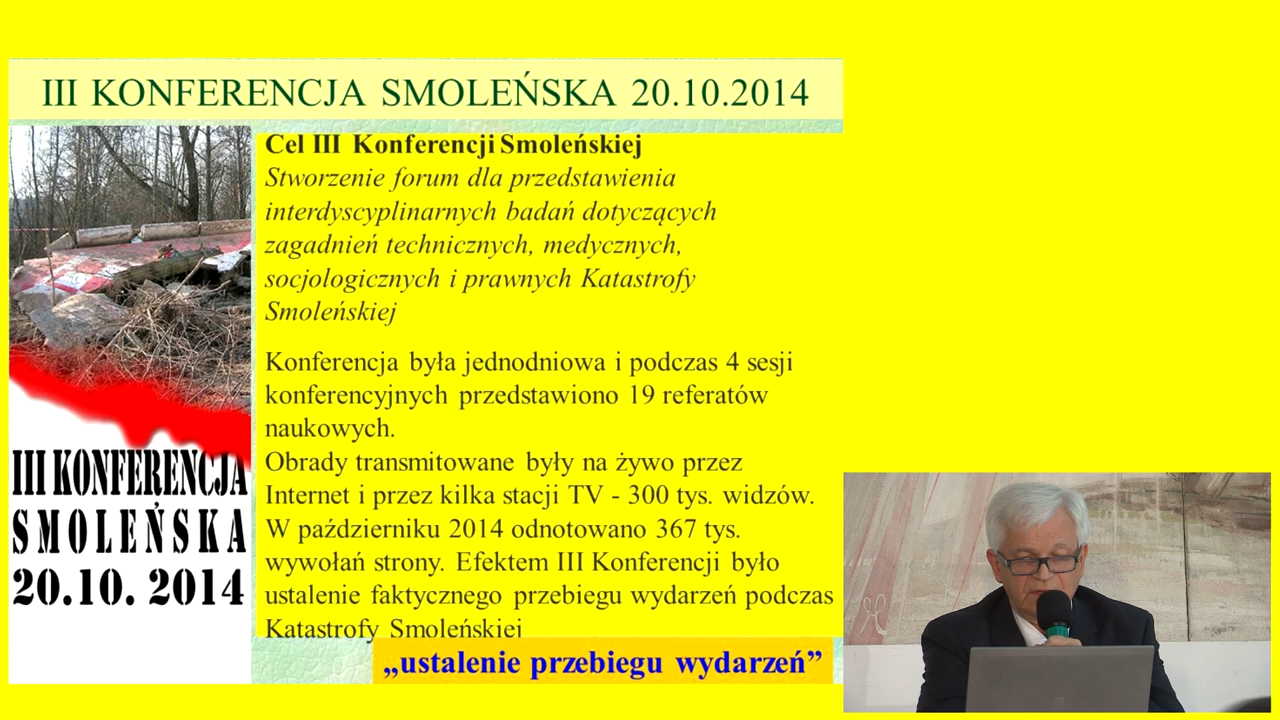 III KONFERENCJA SMOLEŃSKA 20.10.2014
Cel III Konferencji Smoleńskiej
Stworzenie forum dla przedstawienia
interdyscyplinarnych badań dotyczących
zagadnień technicznych, medycznych,
socjologicznych i prawnych Katastrofy
Smoleńskiej
Konferencja była jednodniowa i podczas 4 sesji
konferencyjnych przedstawiono 19 referatów
naukowych.
Obrady transmitowane były na żywo przez
Internet i przez kilka stacji TV - 300 tys. widzów.
W październiku 2014 odnotowano 367 tys.
wywołań strony. Efektem III Konferencji było
ustalenie faktycznego przebiegu wydarzeń podczas
Katastrofy Smoleńskiej
„ustalenie przebiegu wydarzeń”
III KONFERENCJA
SMOLEŃSKA
20.10. 2014